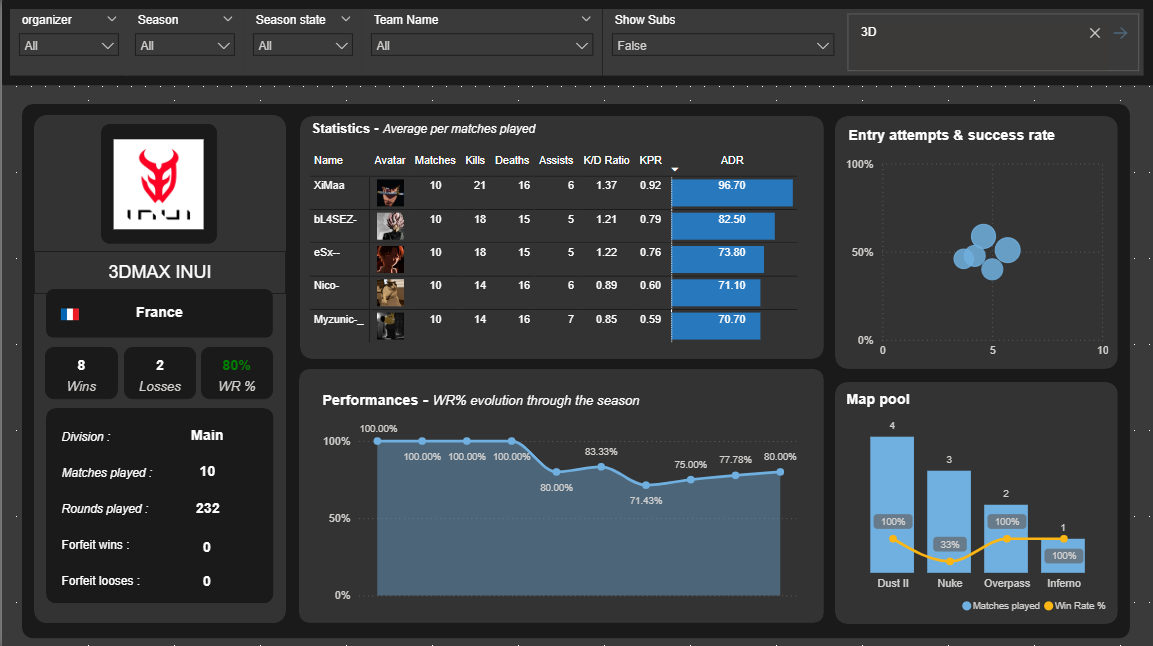 organizer Season Season state Team Name Show Subs
All All All All False
3D
INUI
3DMAX INUI
France
8 2 80%
Wins Losses WR %
Division : Main
Matches played : 10
Rounds played : 232
Forfeit wins : 0
Forfeit looses : 0
Statistics - Average per matches played
Name Avatar Matches Kills Deaths Assists K/D Ratio KPR ADR
XiMaa 10 21 16 6 1.37 0.92 96.70
bL4SEZ- 10 18 15 5 1.21 0.79 82.50
eSx-- 10 18 15 5 1.22 0.76 73.80
Nico- 10 14 16 6 0.89 0.60 71.10
Myzunic-_ 10 14 16 7 0.85 0.59 70.70
Performances - WR% evolution through the season
100.00%
100%
100.00% 100.00% 100.00% 80.00% 83.33% 71.43% 75.00% 77.78% 80.00%
50%
0%
Entry attempts & success rate
100%
50%
0%
0 5 10
Map pool
4 3 2 1
100% 33% 100% 100%
Dust II Nuke Overpass Inferno
Matches played Win Rate %